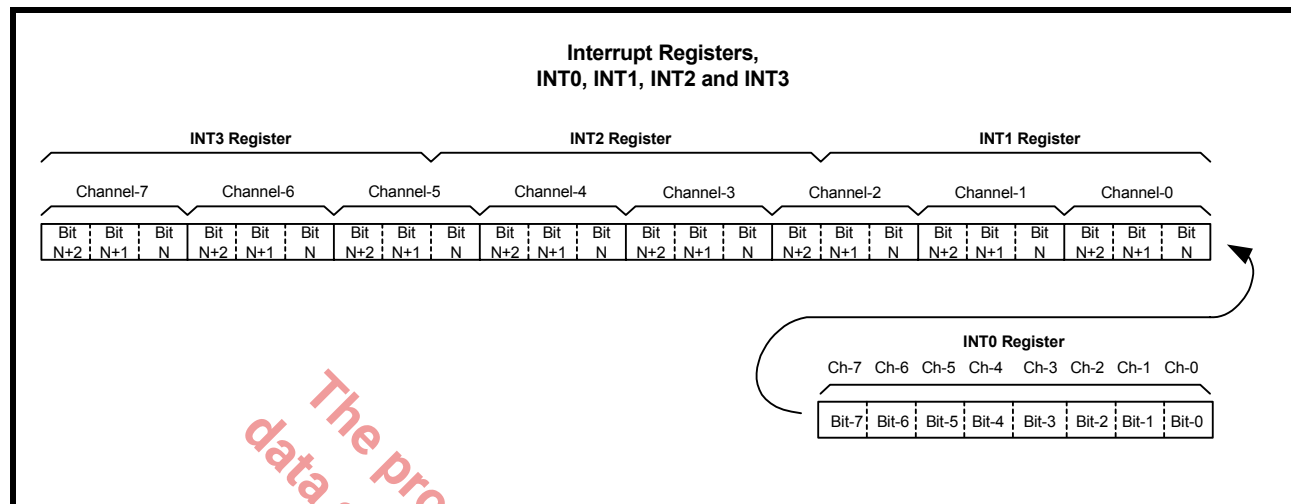 Interrupt Registers,
INT0, INT1, INT2 and INT3
INT3 Register INT2 Register INT1 Register
Channel-7 Channel-6 Channel-5 Channel-4 Channel-3 Channel-2 Channel-1 Channel-0
Bit Bit Bit Bit Bit Bit Bit Bit Bit Bit Bit Bit Bit Bit Bit Bit Bit Bit Bit Bit Bit Bit Bit Bit
N+2 N+1 N N+2 N+1 N N+2 N+1 N N+2 N+1 N N+2 N+1 N N+2 N+1 N N+2 N+1 N N+2 N+1 N
INT0 Register
Ch-7 Ch-6 Ch-5 Ch-4 Ch-3 Ch-2 Ch-1 Ch-0
Bit-7 Bit-6 Bit-5 Bit-4 Bit-3 Bit-2 Bit-1 Bit-0
The pro
data